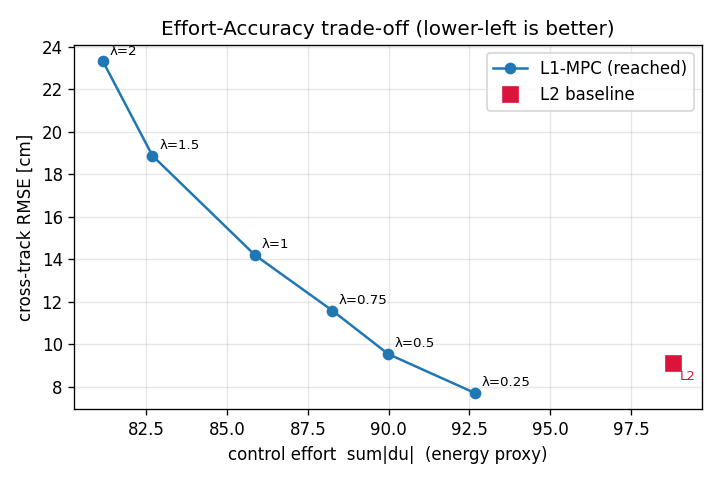 Effort-Accuracy trade-off (lower-left is better)
24
22
20
18
16
14
12
10
8
cross-track RMSE [cm]
λ=2
λ=1.5
λ=1
λ=0.75
λ=0.5
λ=0.25
L2
L1-MPC (reached)
L2 baseline
82.5
85.0
87.5
90.0
92.5
95.0
97.5
control effort  sum|du|  (energy proxy)